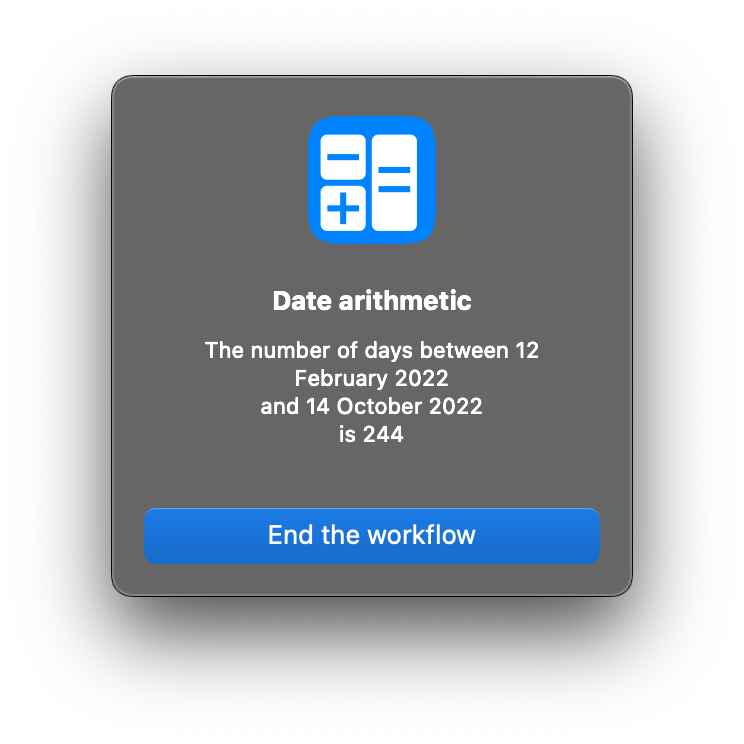 Date arithmetic
The number of days between 12
February 2022
and 14 October 2022
is 244
End the workflow